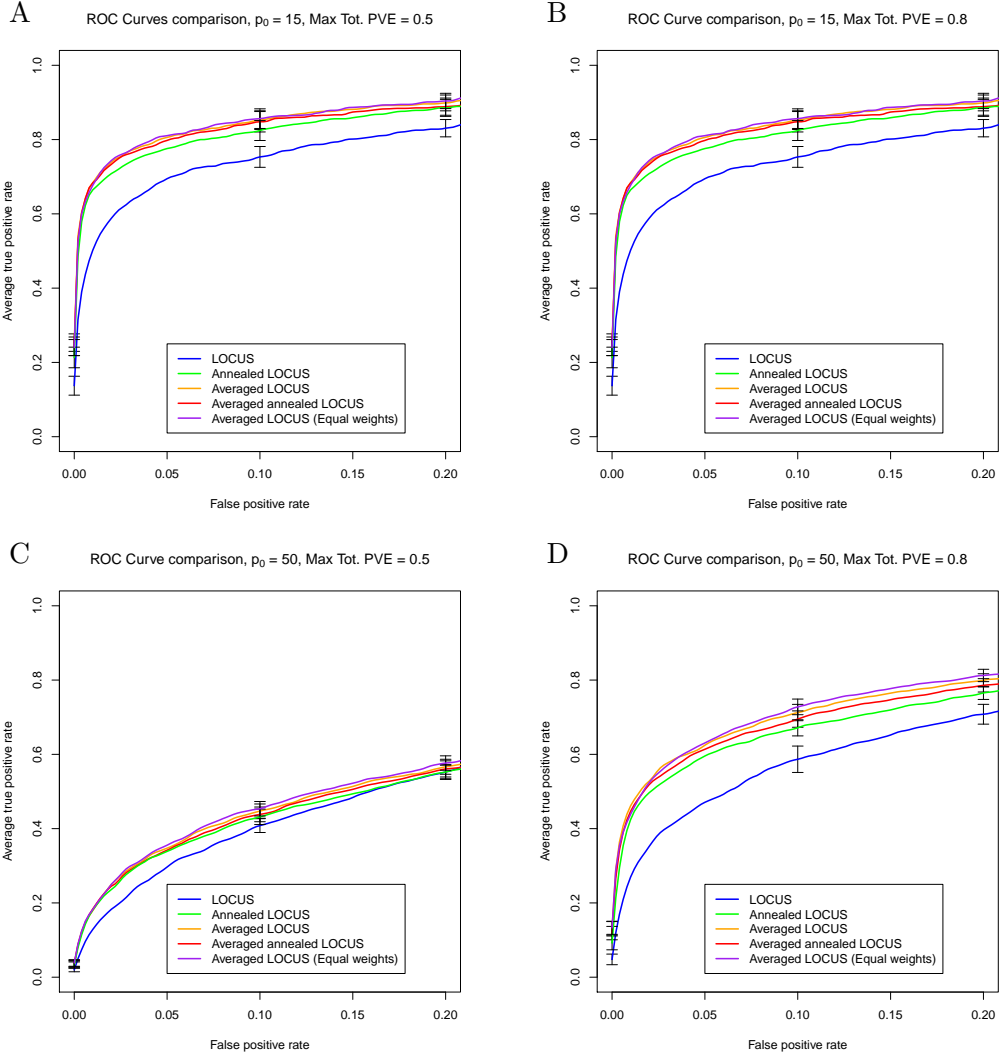 A
ROC Curves comparison, p₀ = 15, Max Tot. PVE = 0.5
Average true positive rate
1.0
0.8
0.6
0.4
0.2
0.0
LOCUS
Annealed LOCUS
Averaged LOCUS
Averaged annealed LOCUS
Averaged LOCUS (Equal weights)
0.00 0.05 0.10 0.15 0.20
False positive rate
B
ROC Curve comparison, p₀ = 15, Max Tot. PVE = 0.8
Average true positive rate
1.0
0.8
0.6
0.4
0.2
0.0
LOCUS
Annealed LOCUS
Averaged LOCUS
Averaged annealed LOCUS
Averaged LOCUS (Equal weights)
0.00 0.05 0.10 0.15 0.20
False positive rate
C
ROC Curve comparison, p₀ = 50, Max Tot. PVE = 0.5
Average true positive rate
1.0
0.8
0.6
0.4
0.2
0.0
LOCUS
Annealed LOCUS
Averaged LOCUS
Averaged annealed LOCUS
Averaged LOCUS (Equal weights)
0.00 0.05 0.10 0.15 0.20
False positive rate
D
ROC Curve comparison, p₀ = 50, Max Tot. PVE = 0.8
Average true positive rate
1.0
0.8
0.6
0.4
0.2
0.0
LOCUS
Annealed LOCUS
Averaged LOCUS
Averaged annealed LOCUS
Averaged LOCUS (Equal weights)
0.00 0.05 0.10 0.15 0.20
False positive rate